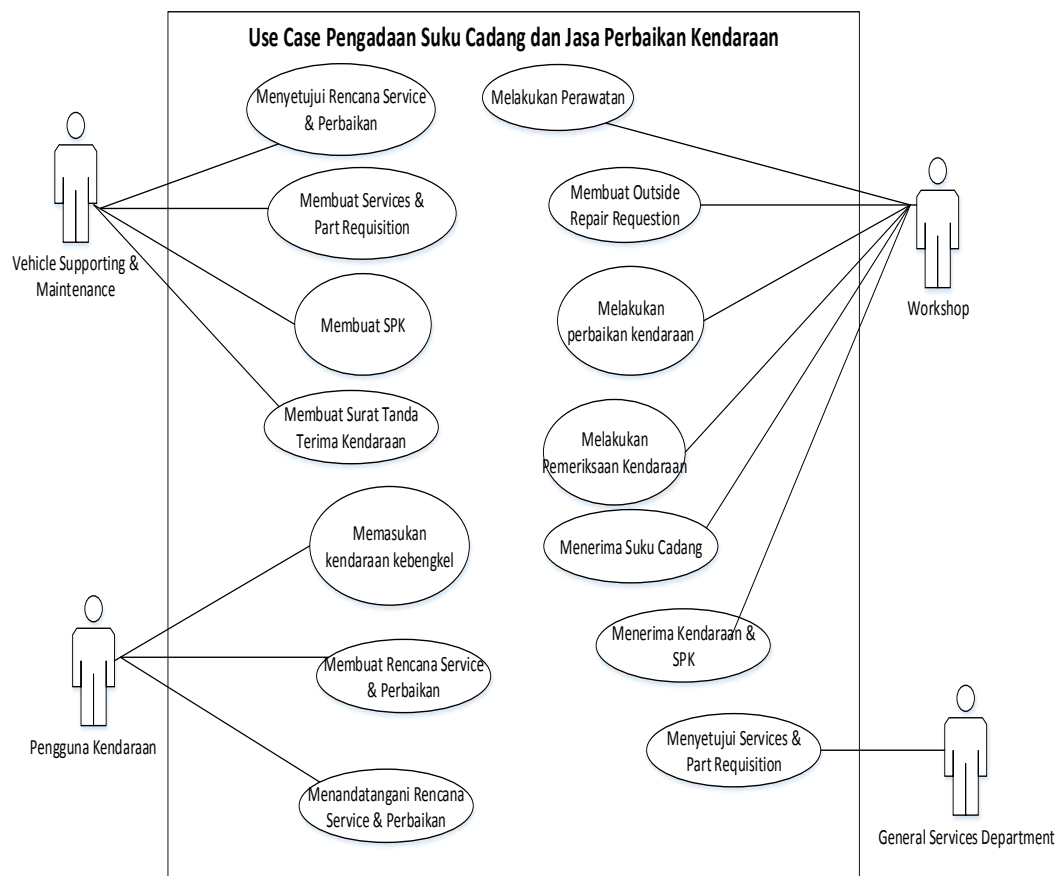 Use Case Pengadaan Suku Cadang dan Jasa Perbaikan Kendaraan
Menyetujui Rencana Service
& Perbaikan
Membuat Services &
Part Requisition
Membuat SPK
Membuat Surat Tanda
Terima Kendaraan
Vehicle Supporting &
Maintenance
Memasukan
kendaraan kebengkel
Membuat Rencana Service
& Perbaikan
Menandatangani Rencana
Service & Perbaikan
Pengguna Kendaraan
Melakukan Perawatan
Membuat Outside
Repair Requestion
Melakukan
perbaikan kendaraan
Melakukan
Pemeriksaan Kendaraan
Menerima Suku Cadang
Menerima Kendaraan &
SPK
Workshop
Menyetujui Services &
Part Requisition
General Services Department